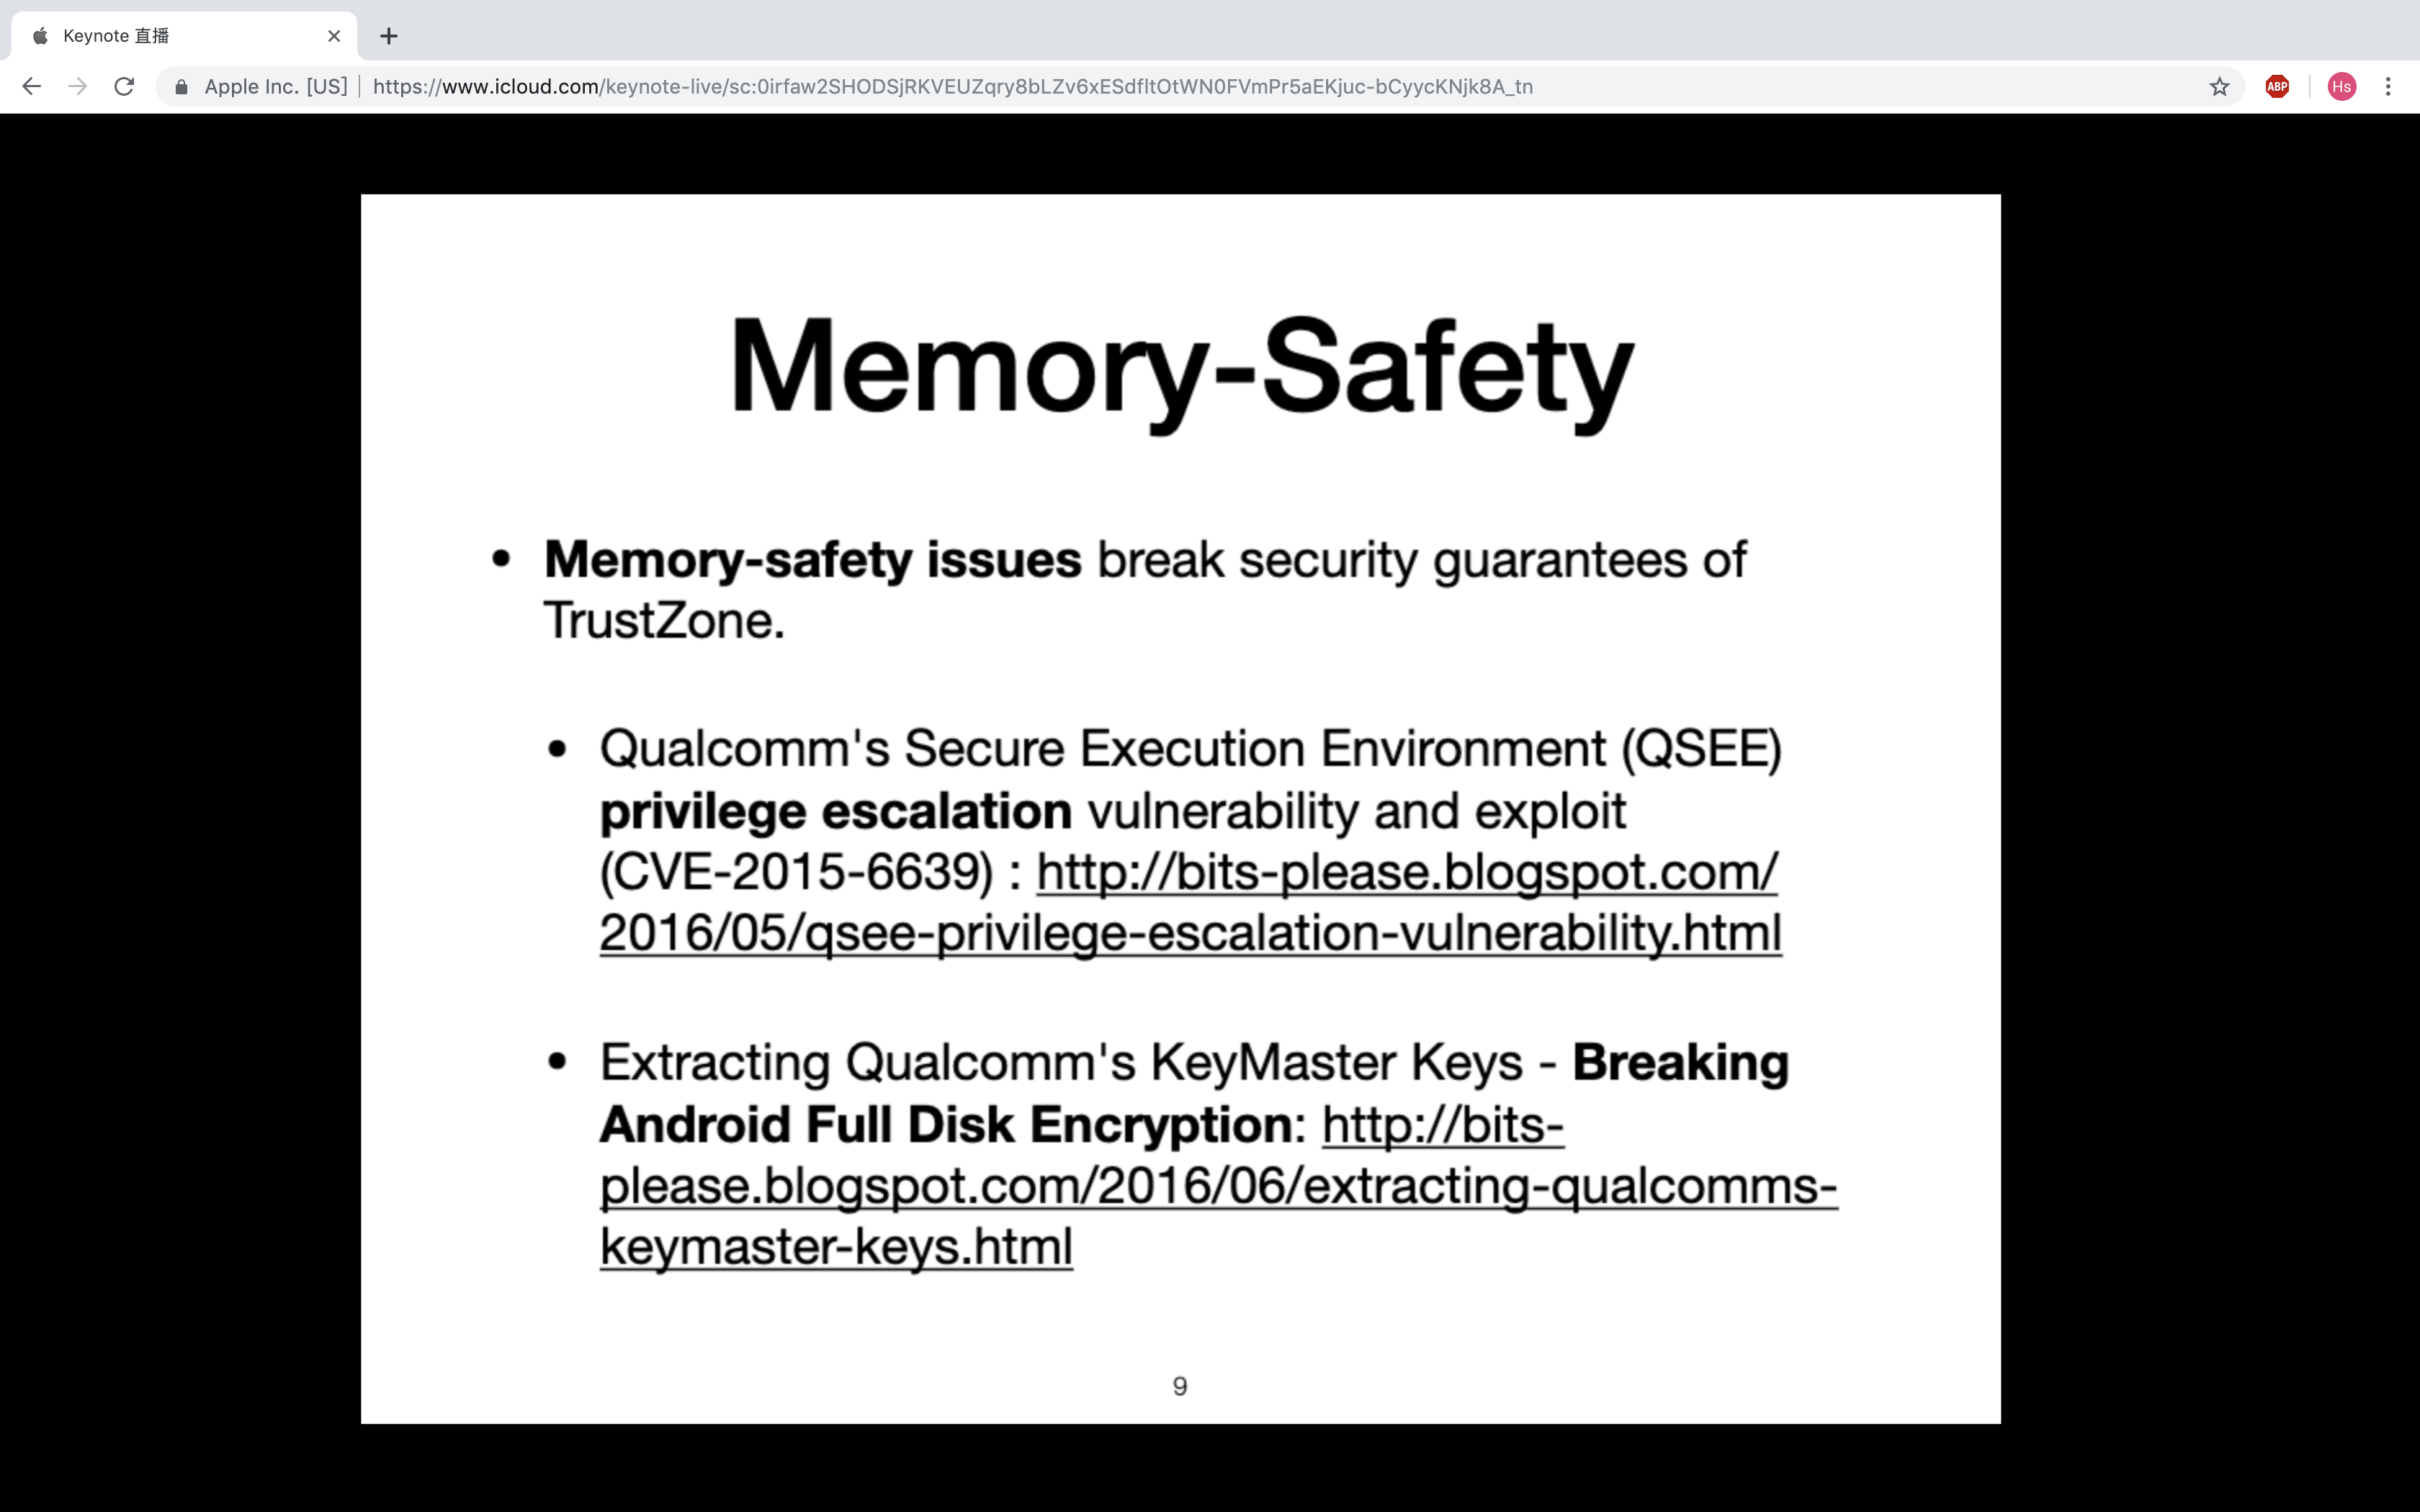 Keynote 直播
Apple Inc. [US] | https://www.icloud.com/keynote-live/sc:0irfaw2SHODSjRKVEUZqry8bLZv6xESdfItOtWN0FVmPr5aEKjuc-bCyycKNjk8A_tn
ABP
Hs
Memory-Safety
• Memory-safety issues break security guarantees of
TrustZone.
• Qualcomm's Secure Execution Environment (QSEE)
privilege escalation vulnerability and exploit
(CVE-2015-6639) : http://bits-please.blogspot.com/
2016/05/qsee-privilege-escalation-vulnerability.html
• Extracting Qualcomm's KeyMaster Keys - Breaking
Android Full Disk Encryption: http://bits-
please.blogspot.com/2016/06/extracting-qualcomms-
keymaster-keys.html
9